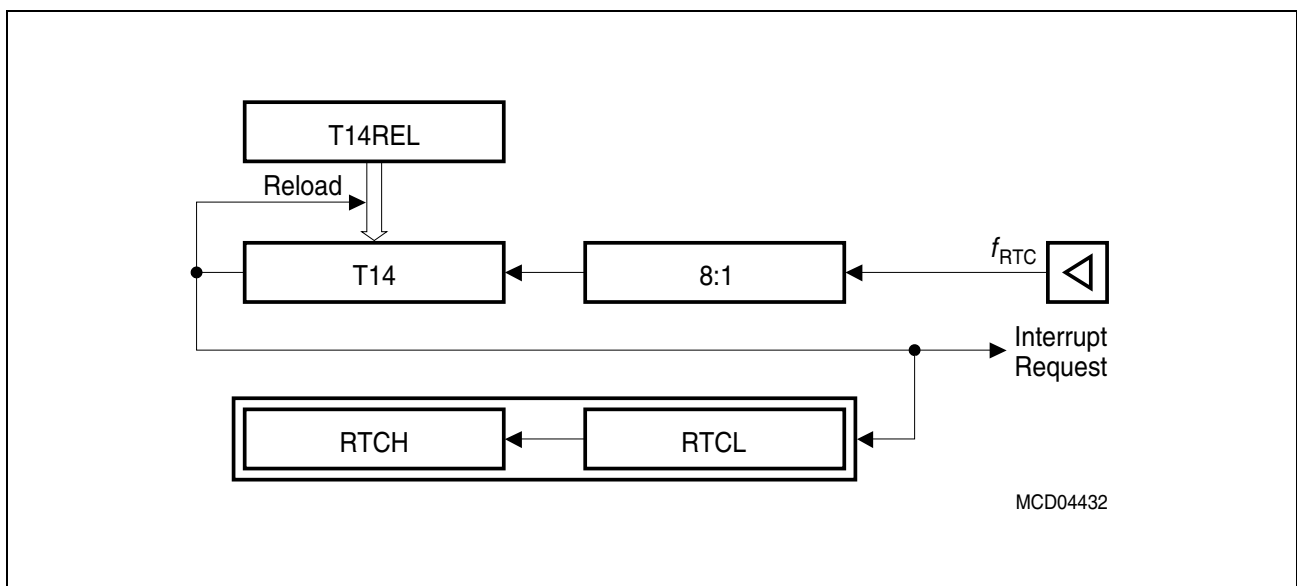 T14REL
Reload
T14
8:1
fRTC
Interrupt
Request
RTCH
RTCL
MCD04432